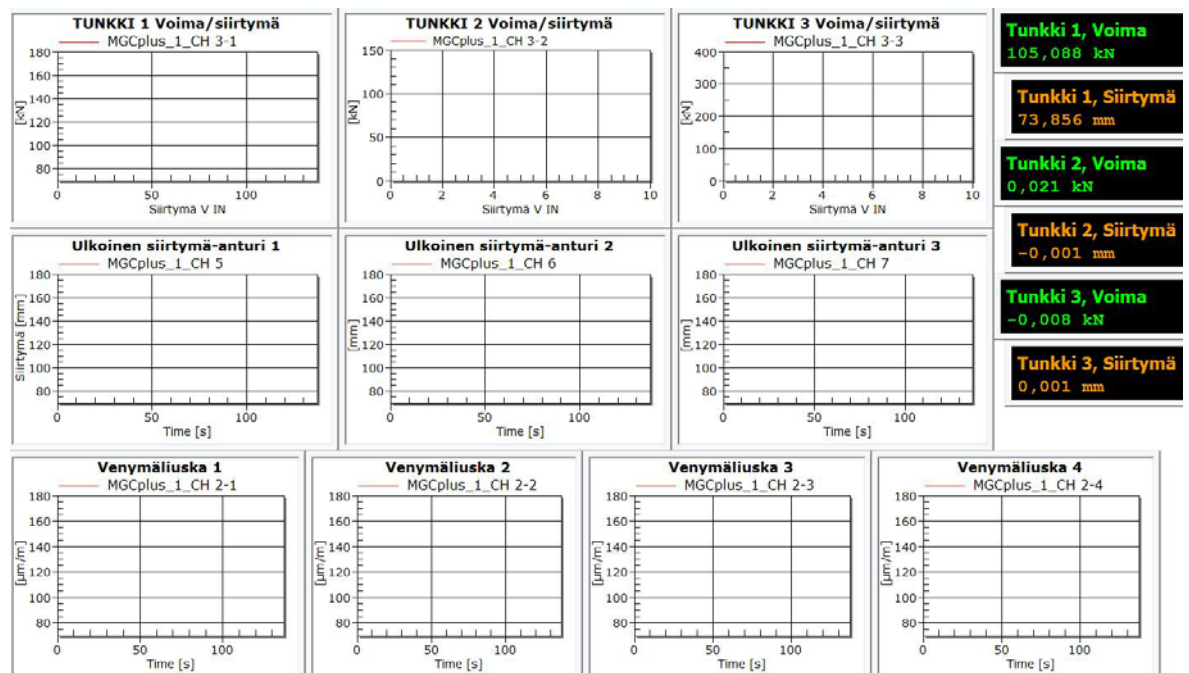 TUNKKI 1 Voima/siirtymä
MGCplus_1_CH 3-1
180
160
140
120
100
80
[kN]
0 50 100
Siirtymä V IN
TUNKKI 2 Voima/siirtymä
MGCplus_1_CH 3-2
150
100
50
0
[kN]
0 2 4 6 8 10
Siirtymä V IN
TUNKKI 3 Voima/siirtymä
MGCplus_1_CH 3-3
400
300
200
100
0
[kN]
0 2 4 6 8 10
Siirtymä V IN
Tunkki 1, Voima
105,088 kN
Tunkki 1, Siirtymä
73,856 mm
Tunkki 2, Voima
0,021 kN
Tunkki 2, Siirtymä
-0,001 mm
Tunkki 3, Voima
-0,008 kN
Tunkki 3, Siirtymä
0,001 mm
Ulkoinen siirtymä-anturi 1
MGCplus_1_CH 5
180
160
140
120
100
80
Siirtymä [mm]
0 50 100
Time [s]
Ulkoinen siirtymä-anturi 2
MGCplus_1_CH 6
180
160
140
120
100
80
[mm]
0 50 100
Time [s]
Ulkoinen siirtymä-anturi 3
MGCplus_1_CH 7
180
160
140
120
100
80
[mm]
0 50 100
Time [s]
Venymäliuska 1
MGCplus_1_CH 2-1
180
160
140
120
100
80
[µm/m]
0 50 100
Time [s]
Venymäliuska 2
MGCplus_1_CH 2-2
180
160
140
120
100
80
[µm/m]
0 50 100
Time [s]
Venymäliuska 3
MGCplus_1_CH 2-3
180
160
140
120
100
80
[µm/m]
0 50 100
Time [s]
Venymäliuska 4
MGCplus_1_CH 2-4
180
160
140
120
100
80
[µm/m]
0 50 100
Time [s]